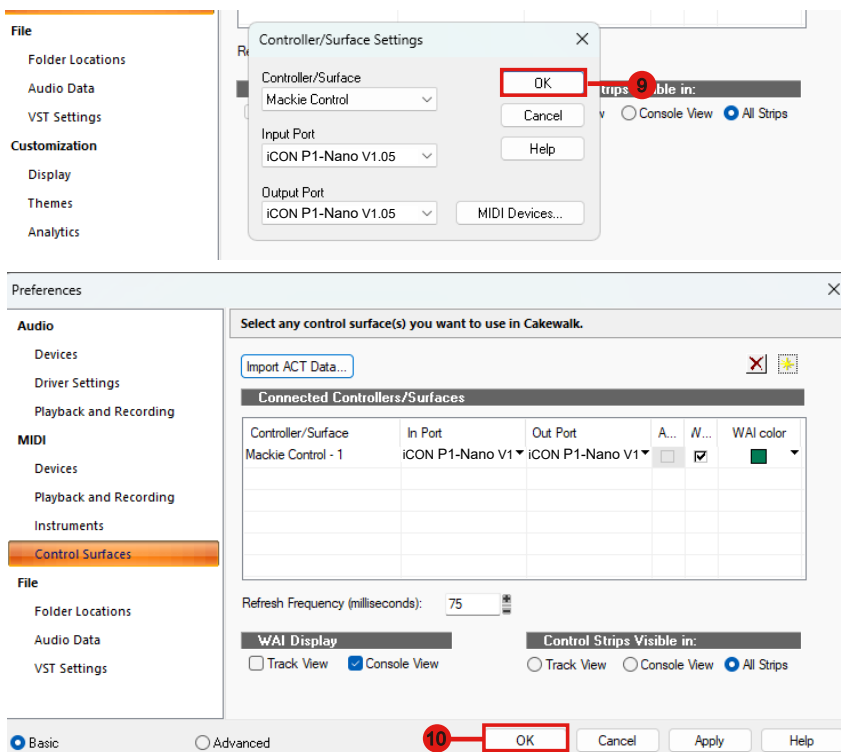 File
Folder Locations
Audio Data
VST Settings
Customization
Display
Themes
Analytics
Re
Controller/Surface Settings
Controller/Surface
Mackie Control
Input Port
iCON P1-Nano V1.05
Output Port
iCON P1-Nano V1.05
OK
Cancel
Help
MIDI Devices...
9
trips Visible in:
w Console View All Strips
Preferences
Audio
Devices
Driver Settings
Playback and Recording
MIDI
Devices
Playback and Recording
Instruments
Control Surfaces
File
Folder Locations
Audio Data
VST Settings
Select any control surface(s) you want to use in Cakewalk.
Import ACT Data...
Connected Controllers/Surfaces
Controller/Surface In Port Out Port A... W... WAI color
Mackie Control - 1 iCON P1-Nano V1 iCON P1-Nano V1
Refresh Frequency (milliseconds): 75
WAI Display
Track View Console View
Control Strips Visible in:
Track View Console View All Strips
Basic Advanced
10
OK Cancel Apply Help